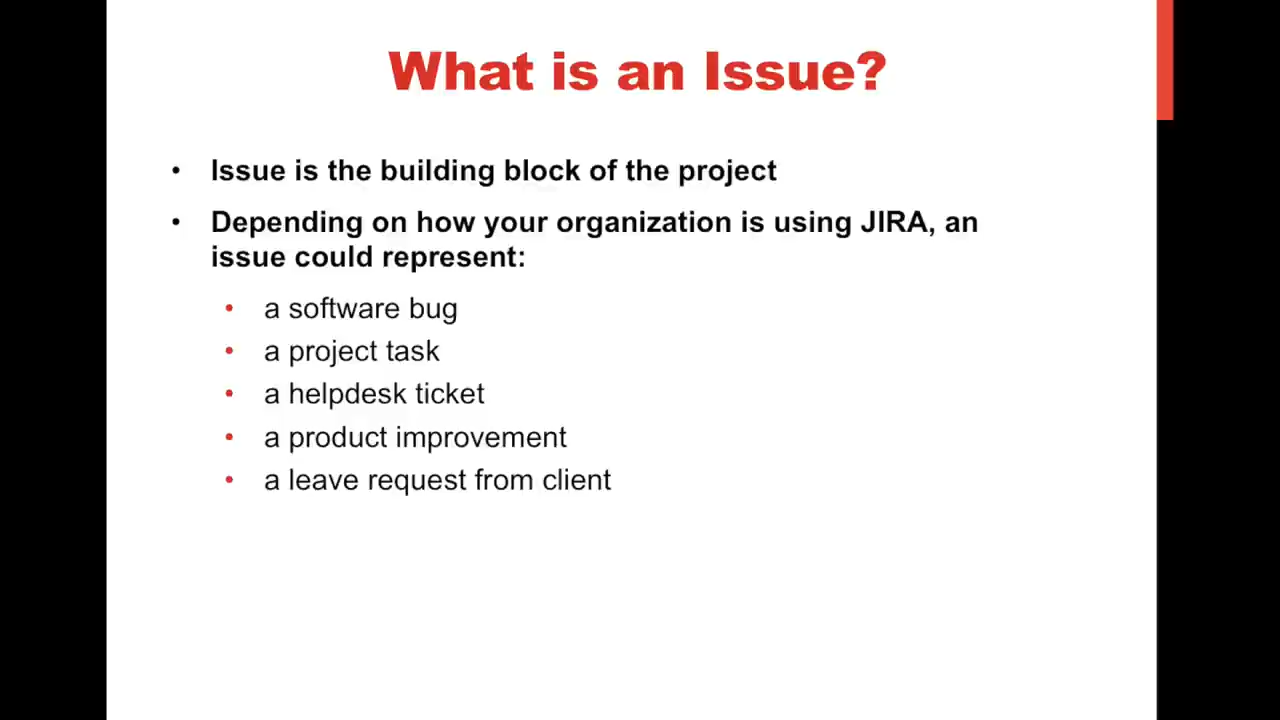 What is an Issue?
• Issue is the building block of the project
• Depending on how your organization is using JIRA, an
issue could represent:
• a software bug
• a project task
• a helpdesk ticket
• a product improvement
• a leave request from client